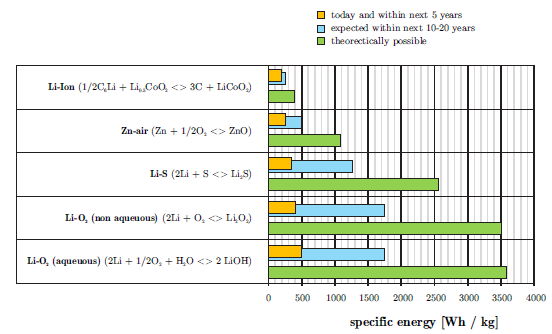 today and within next 5 years
expected within next 10-20 years
theorectically possible
Li-Ion (1/2C₆Li + Li₀.₅CoO₂ <> 3C + LiCoO₂)
Zn-air (Zn + 1/2O₂ <> ZnO)
Li-S (2Li + S <> Li₂S)
Li-O₂ (non aqueous) (2Li + O₂ <> Li₂O₂)
Li-O₂ (aqueuous) (2Li + 1/2O₂ + H₂O <> 2 LiOH)
0 500 1000 1500 2000 2500 3000 3500 4000
specific energy [Wh / kg]